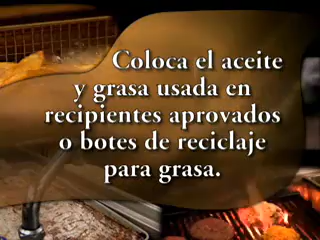 Coloca el aceite
y grasa usada en
recipientes aprovados
o botes de reciclaje
para grasa.